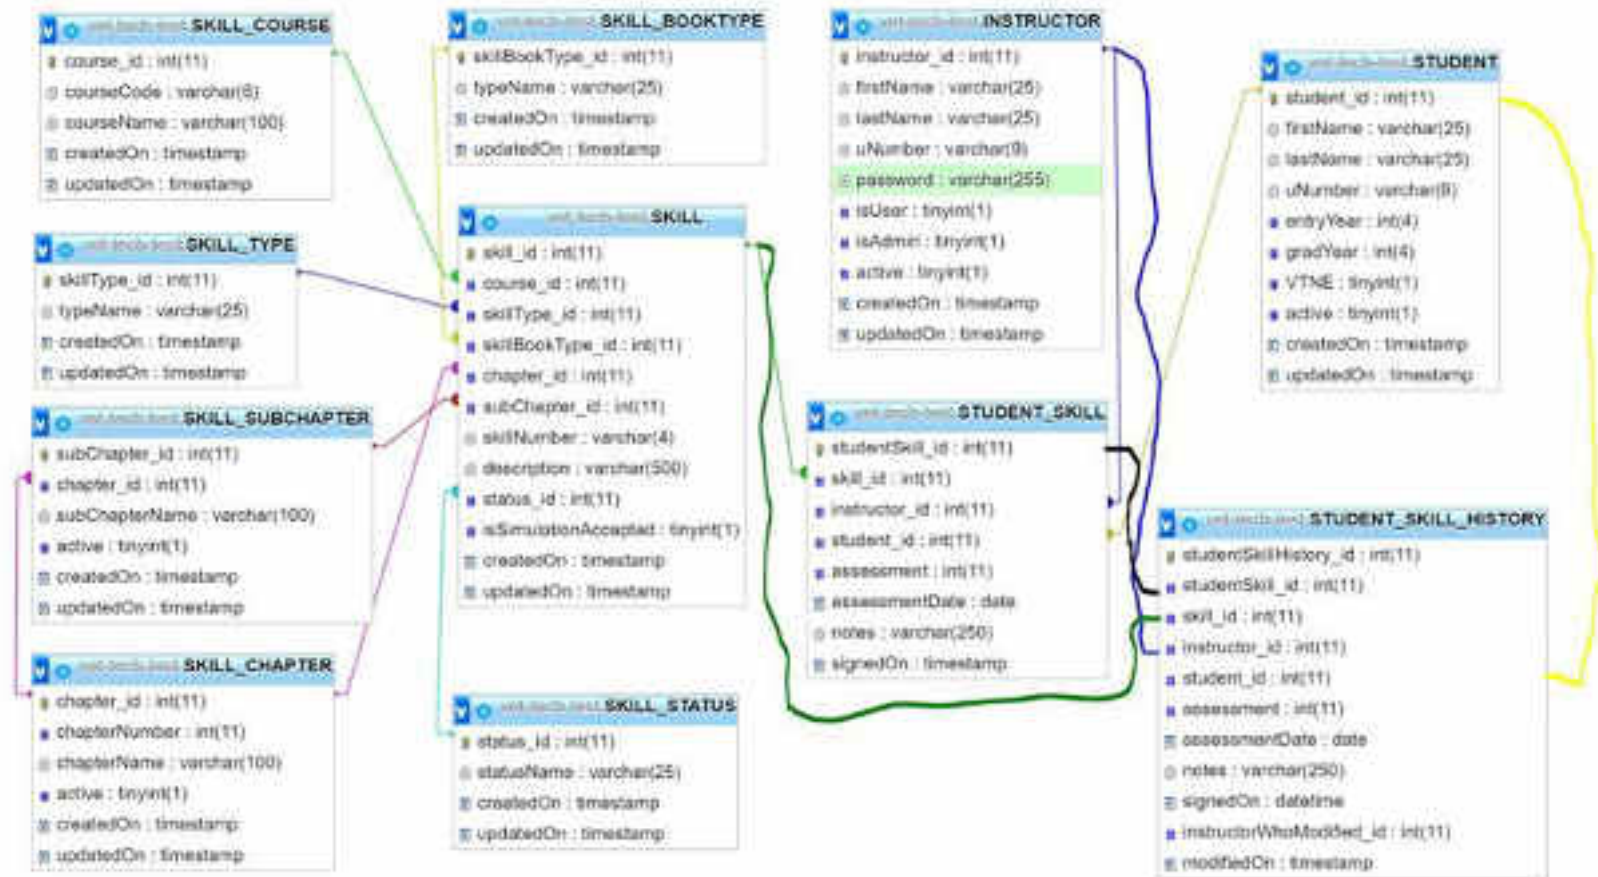 SKILL_COURSE
course_id : int(11)
courseCode : varchar(6)
courseName : varchar(100)
createdOn : timestamp
updatedOn : timestamp
SKILL_TYPE
skillType_id : int(11)
typeName : varchar(25)
createdOn : timestamp
updatedOn : timestamp
SKILL_SUBCHAPTER
subChapter_id : int(11)
chapter_id : int(11)
subChapterName : varchar(100)
active : tinyint(1)
createdOn : timestamp
updatedOn : timestamp
SKILL_CHAPTER
chapter_id : int(11)
chapterNumber : int(11)
chapterName : varchar(100)
active : tinyint(1)
createdOn : timestamp
updatedOn : timestamp
SKILL_BOOKTYPE
skillBookType_id : int(11)
typeName : varchar(25)
createdOn : timestamp
updatedOn : timestamp
SKILL
skill_id : int(11)
course_id : int(11)
skillType_id : int(11)
skillBookType_id : int(11)
chapter_id : int(11)
subChapter_id : int(11)
skillNumber : varchar(4)
description : varchar(500)
status_id : int(11)
isSimulationAccepted : tinyint(1)
createdOn : timestamp
updatedOn : timestamp
SKILL_STATUS
status_id : int(11)
statusName : varchar(25)
createdOn : timestamp
updatedOn : timestamp
INSTRUCTOR
instructor_id : int(11)
firstName : varchar(25)
lastName : varchar(25)
uNumber : varchar(9)
password : varchar(255)
isUser : tinyint(1)
isAdmin : tinyint(1)
active : tinyint(1)
createdOn : timestamp
updatedOn : timestamp
STUDENT_SKILL
studentSkill_id : int(11)
skill_id : int(11)
instructor_id : int(11)
student_id : int(11)
assessment : int(11)
assessmentDate : date
notes : varchar(250)
signedOn : timestamp
STUDENT
student_id : int(11)
firstName : varchar(25)
lastName : varchar(25)
uNumber : varchar(9)
entryYear : int(4)
gradYear : int(4)
VTNE : tinyint(1)
active : tinyint(1)
createdOn : timestamp
updatedOn : timestamp
STUDENT_SKILL_HISTORY
studentSkillHistory_id : int(11)
studentSkill_id : int(11)
skill_id : int(11)
instructor_id : int(11)
student_id : int(11)
assessment : int(11)
assessmentDate : date
notes : varchar(250)
signedOn : datetime
instructorWhoModified_id : int(11)
modifiedOn : timestamp